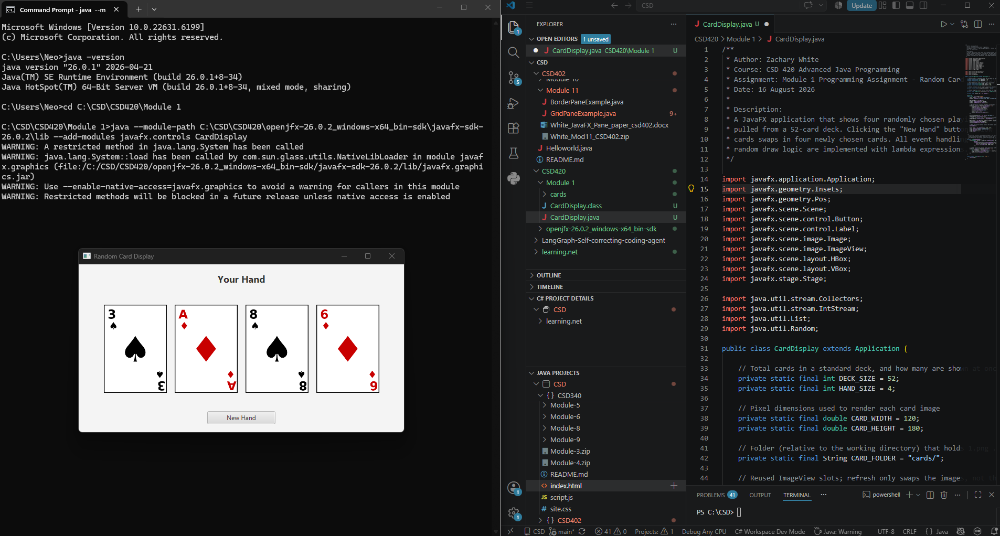 Command Prompt - java --m
Microsoft Windows [Version 10.0.22631.6199]
(c) Microsoft Corporation. All rights reserved.
C:\Users\Neo>java -version
java version "26.0.1" 2026-04-21
Java(TM) SE Runtime Environment (build 26.0.1+8-34)
Java HotSpot(TM) 64-Bit Server VM (build 26.0.1+8-34, mixed mode, sharing)
C:\Users\Neo>cd C:\CSD\CSD420\Module 1
C:\CSD\CSD420\Module 1>java --module-path C:\CSD\CSD420\openjfx-26.0.2_windows-x64_bin-sdk\javafx-sdk-
26.0.2\lib --add-modules javafx.controls CardDisplay
WARNING: A restricted method in java.lang.System has been called
WARNING: java.lang.System::load has been called by com.sun.glass.utils.NativeLibLoader in module javaf
x.graphics (file:/C:/CSD/CSD420/openjfx-26.0.2_windows-x64_bin-sdk/javafx-sdk-26.0.2/lib/javafx.graphi
cs.jar)
WARNING: Use --enable-native-access=javafx.graphics to avoid a warning for callers in this module
WARNING: Restricted methods will be blocked in a future release unless native access is enabled
Random Card Display
Your Hand
3 A 8 6
3 A 8 6
New Hand
CSD
Update
EXPLORER
OPEN EDITORS 1 unsaved
CardDisplay.java CSD420\Module 1 U
CSD
CSD402
Module 10
Module 11
BorderPaneExample.java
GridPaneExample.java 9+
White_JavaFX_Pane_paper_csd402.docx
White_Mod11_CSD402.zip
Helloworld.java
README.md
CSD420
Module 1
cards
CardDisplay.class U
CardDisplay.java U
openjfx-26.0.2_windows-x64_bin-sdk
LangGraph-Self-correcting-coding-agent
learning.net
OUTLINE
TIMELINE
C# PROJECT DETAILS
CSD
learning.net
JAVA PROJECTS
CSD
{ } CSD340
Module-5
Module-6
Module-8
Module-9
Module-3.zip
Module-4.zip
README.md
<> index.html
JS script.js
# site.css
{ } CSD402
1
5
1
1
CardDisplay.java U
CSD420 > Module 1 > CardDisplay.java
1 /**
2 * Author: Zachary White
3 * Course: CSD 420 Advanced Java Programming
4 * Assignment: Module 1 Programming Assignment - Random Car
5 * Date: 16 August 2026
6 *
7 * Description:
8 * A JavaFX application that shows four randomly chosen play
9 * pulled from a 52-card deck. Clicking the "New Hand" butto
10 * cards swaps in four newly chosen cards. All event handlin
11 * random draw logic are implemented with lambda expressions
12 */
13
14 import javafx.application.Application;
15 import javafx.geometry.Insets;
16 import javafx.geometry.Pos;
17 import javafx.scene.Scene;
18 import javafx.scene.control.Button;
19 import javafx.scene.control.Label;
20 import javafx.scene.image.Image;
21 import javafx.scene.image.ImageView;
22 import javafx.scene.layout.HBox;
23 import javafx.scene.layout.VBox;
24 import javafx.stage.Stage;
25
26 import java.util.stream.Collectors;
27 import java.util.stream.IntStream;
28 import java.util.List;
29 import java.util.Random;
30
31 public class CardDisplay extends Application {
32
33 // Total cards in a standard deck, and how many are shown at once
34 private static final int DECK_SIZE = 52;
35 private static final int HAND_SIZE = 4;
36
37 // Pixel dimensions used to render each card image
38 private static final double CARD_WIDTH = 120;
39 private static final double CARD_HEIGHT = 180;
40
41 // Folder (relative to the working directory) that holds 1.png .
42 private static final String CARD_FOLDER = "cards/";
43
44 // Reused ImageView slots; refresh only swaps the images, not th
PROBLEMS 41 OUTPUT TERMINAL ··· powershell
PS C:\CSD>
CSD main* 41 0 Projects: 1 Debug Any CPU C# Workspace Dev Mode Java: Warning UTF-8 CRLF { } Java